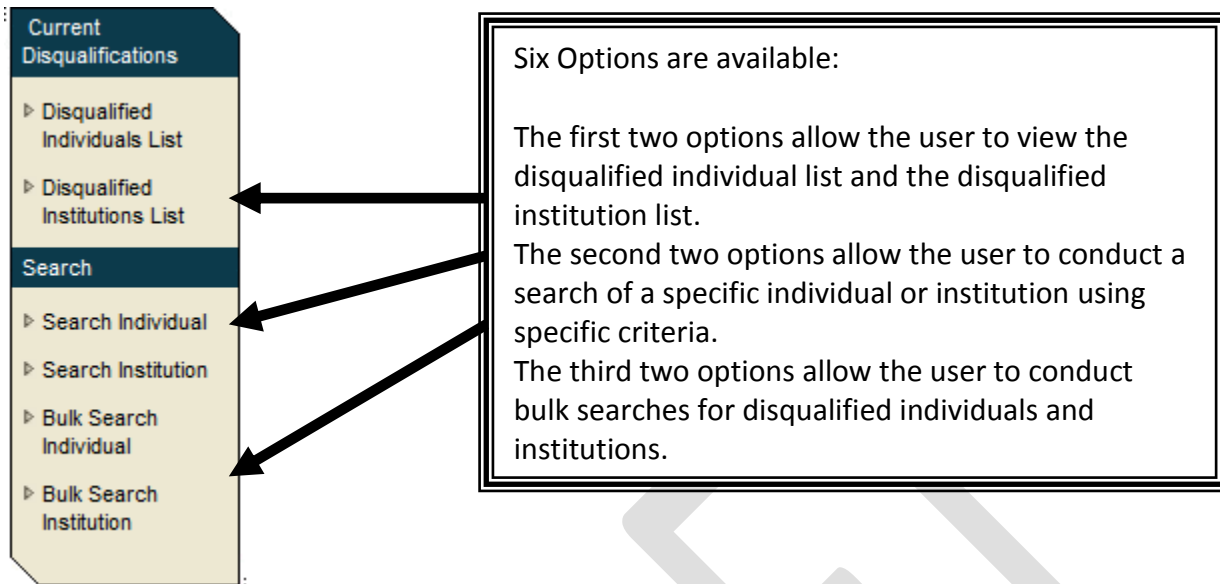 Current
Disqualifications
Disqualified
Individuals List
Disqualified
Institutions List
Search
Search Individual
Search Institution
Bulk Search
Individual
Bulk Search
Institution
Six Options are available:
The first two options allow the user to view the
disqualified individual list and the disqualified
institution list.
The second two options allow the user to conduct a
search of a specific individual or institution using
specific criteria.
The third two options allow the user to conduct
bulk searches for disqualified individuals and
institutions.